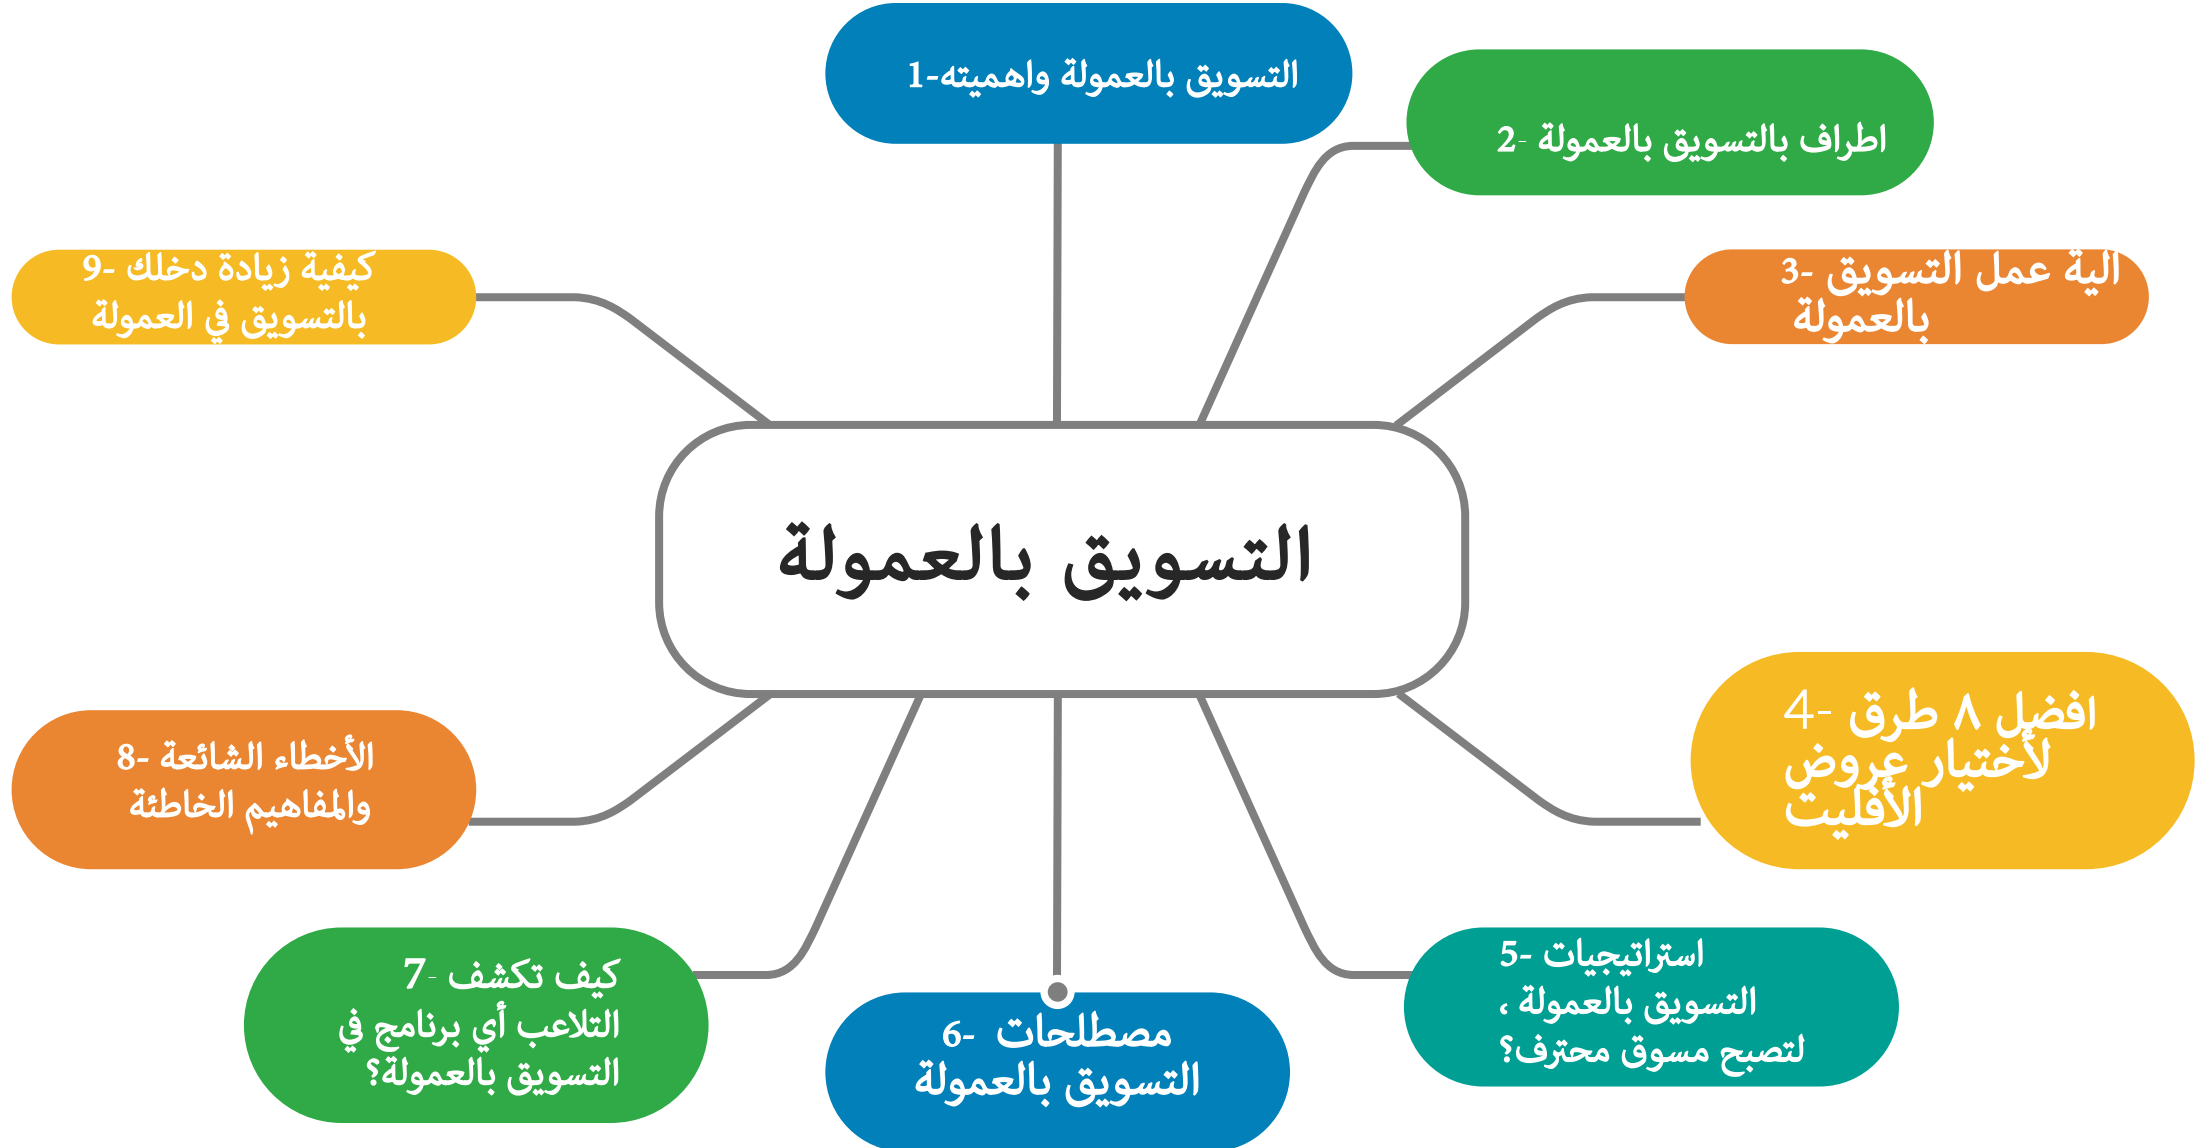 1-التسويق بالعمولة واهميته
2- اطراف بالتسويق بالعمولة
3- الية عمل التسويق
بالعمولة
9- كيفية زيادة دخلك
بالتسويق في العمولة
التسويق بالعمولة
4- افضل ٨ طرق
لأختيار عروض
الأفليت
8- الأخطاء الشائعة
والمفاهيم الخاطئة
5- استراتيجيات
التسويق بالعمولة ،
لتصبح مسوق محترف؟
7- كيف تكشف
التلاعب أي برنامج في
التسويق بالعمولة؟
6- مصطلحات
التسويق بالعمولة